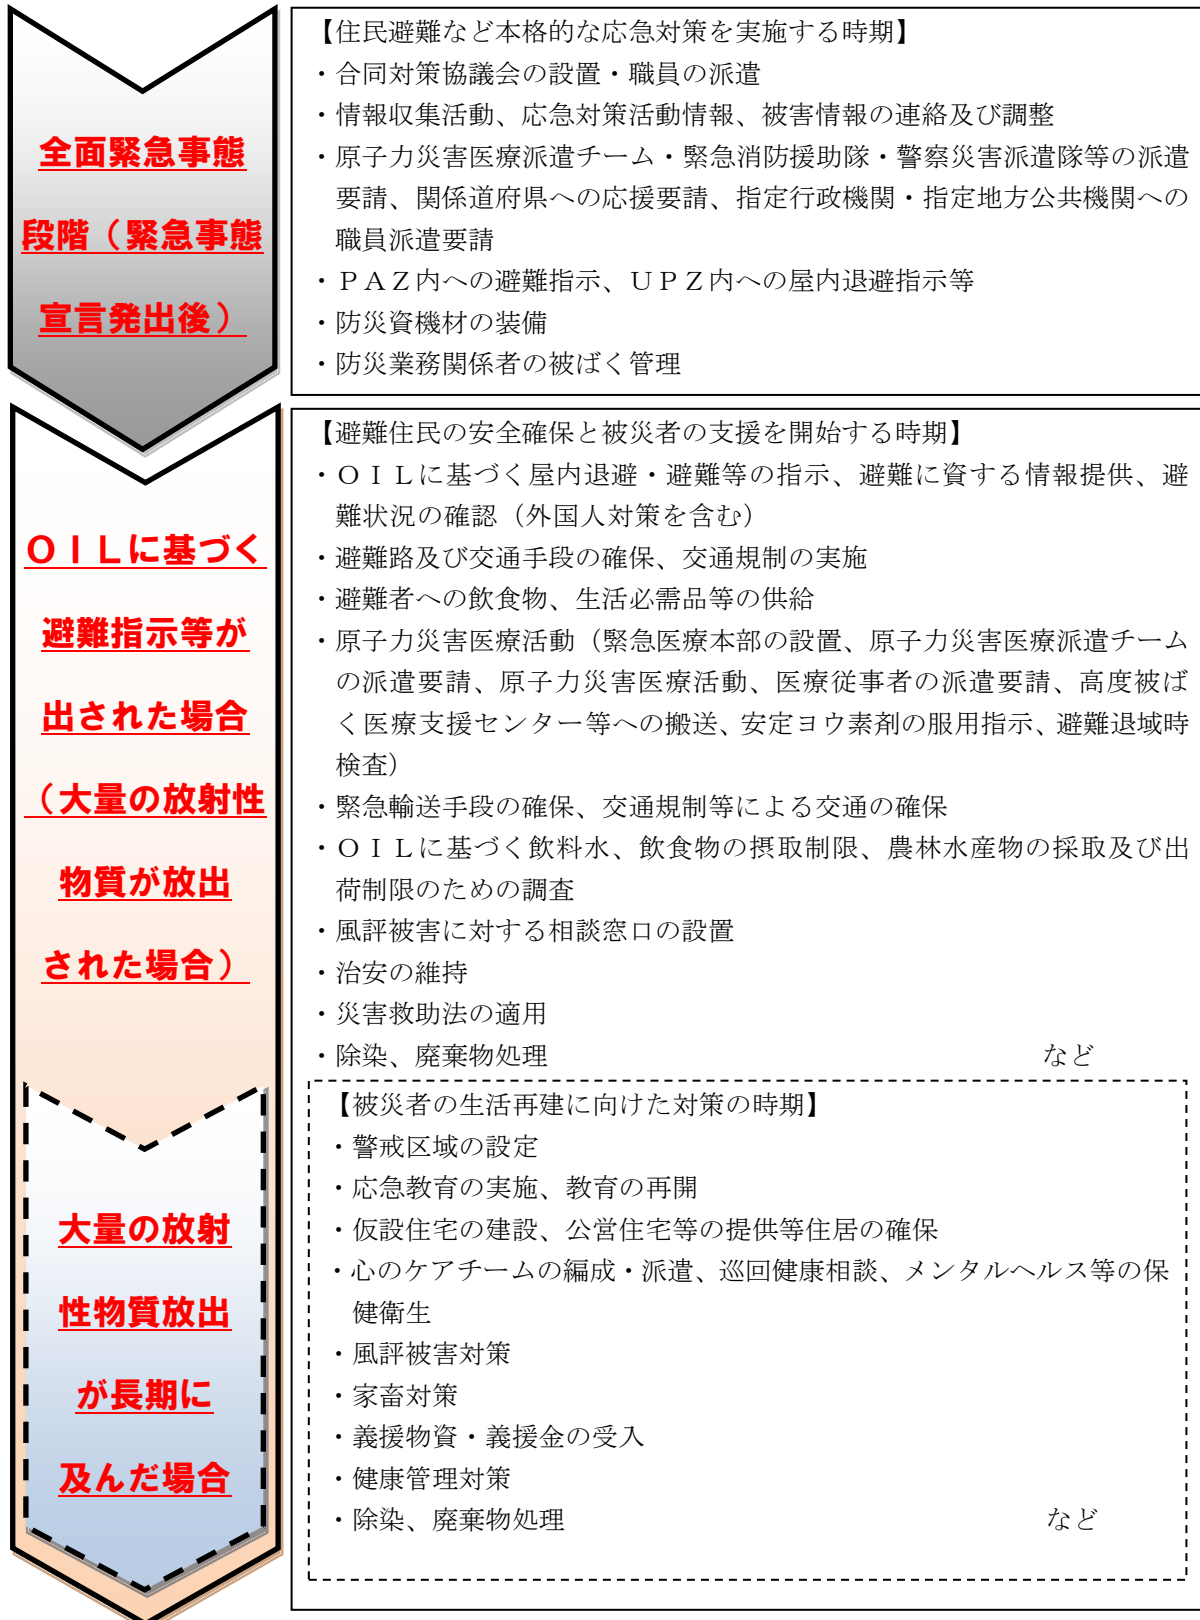 全面緊急事態
段階（緊急事態
宣言発出後）
【住民避難など本格的な応急対策を実施する時期】
・合同対策協議会の設置・職員の派遣
・情報収集活動、応急対策活動情報、被害情報の連絡及び調整
・原子力災害医療派遣チーム・緊急消防援助隊・警察災害派遣隊等の派遣
要請、関係道府県への応援要請、指定行政機関・指定地方公共機関への
職員派遣要請
・ＰＡＺ内への避難指示、ＵＰＺ内への屋内退避指示等
・防災資機材の装備
・防災業務関係者の被ばく管理
ＯＩＬに基づく
避難指示等が
出された場合
（大量の放射性
物質が放出
された場合）
【避難住民の安全確保と被災者の支援を開始する時期】
・ＯＩＬに基づく屋内退避・避難等の指示、避難に資する情報提供、避
難状況の確認（外国人対策を含む）
・避難路及び交通手段の確保、交通規制の実施
・避難者への飲食物、生活必需品等の供給
・原子力災害医療活動（緊急医療本部の設置、原子力災害医療派遣チーム
の派遣要請、原子力災害医療活動、医療従事者の派遣要請、高度被ば
く医療支援センター等への搬送、安定ヨウ素剤の服用指示、避難退域時
検査）
・緊急輸送手段の確保、交通規制等による交通の確保
・ＯＩＬに基づく飲料水、飲食物の摂取制限、農林水産物の採取及び出
荷制限のための調査
・風評被害に対する相談窓口の設置
・治安の維持
・災害救助法の適用
・除染、廃棄物処理 など
大量の放射
性物質放出
が長期に
及んだ場合
【被災者の生活再建に向けた対策の時期】
・警戒区域の設定
・応急教育の実施、教育の再開
・仮設住宅の建設、公営住宅等の提供等住居の確保
・心のケアチームの編成・派遣、巡回健康相談、メンタルヘルス等の保
健衛生
・風評被害対策
・家畜対策
・義援物資・義援金の受入
・健康管理対策
・除染、廃棄物処理 など